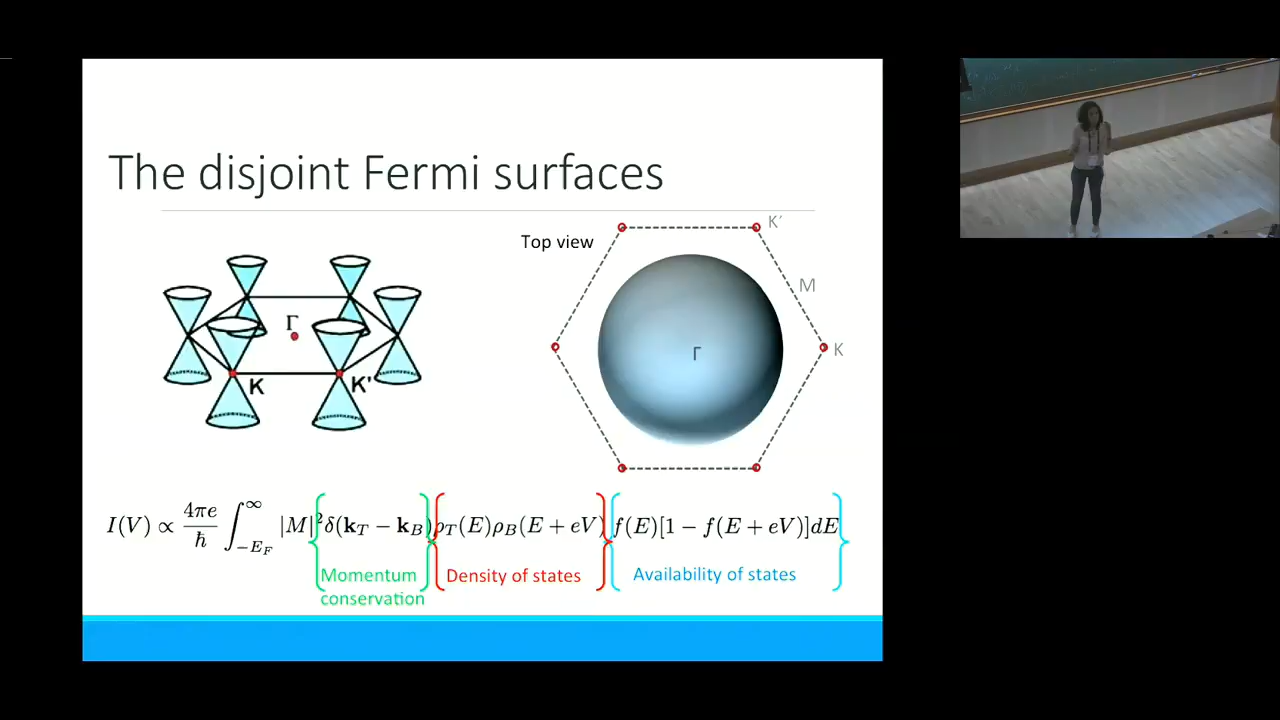 The disjoint Fermi surfaces
Top view
K′
M
Γ
Γ
K
K
K'
I(V) ∝ \frac{4πe}{ħ} ∫_{-E_F}^{∞} |M|²δ(k_T − k_B)ρ_T(E)ρ_B(E + eV)f(E)[1 − f(E + eV)]dE
Momentum
conservation
Density of states
Availability of states